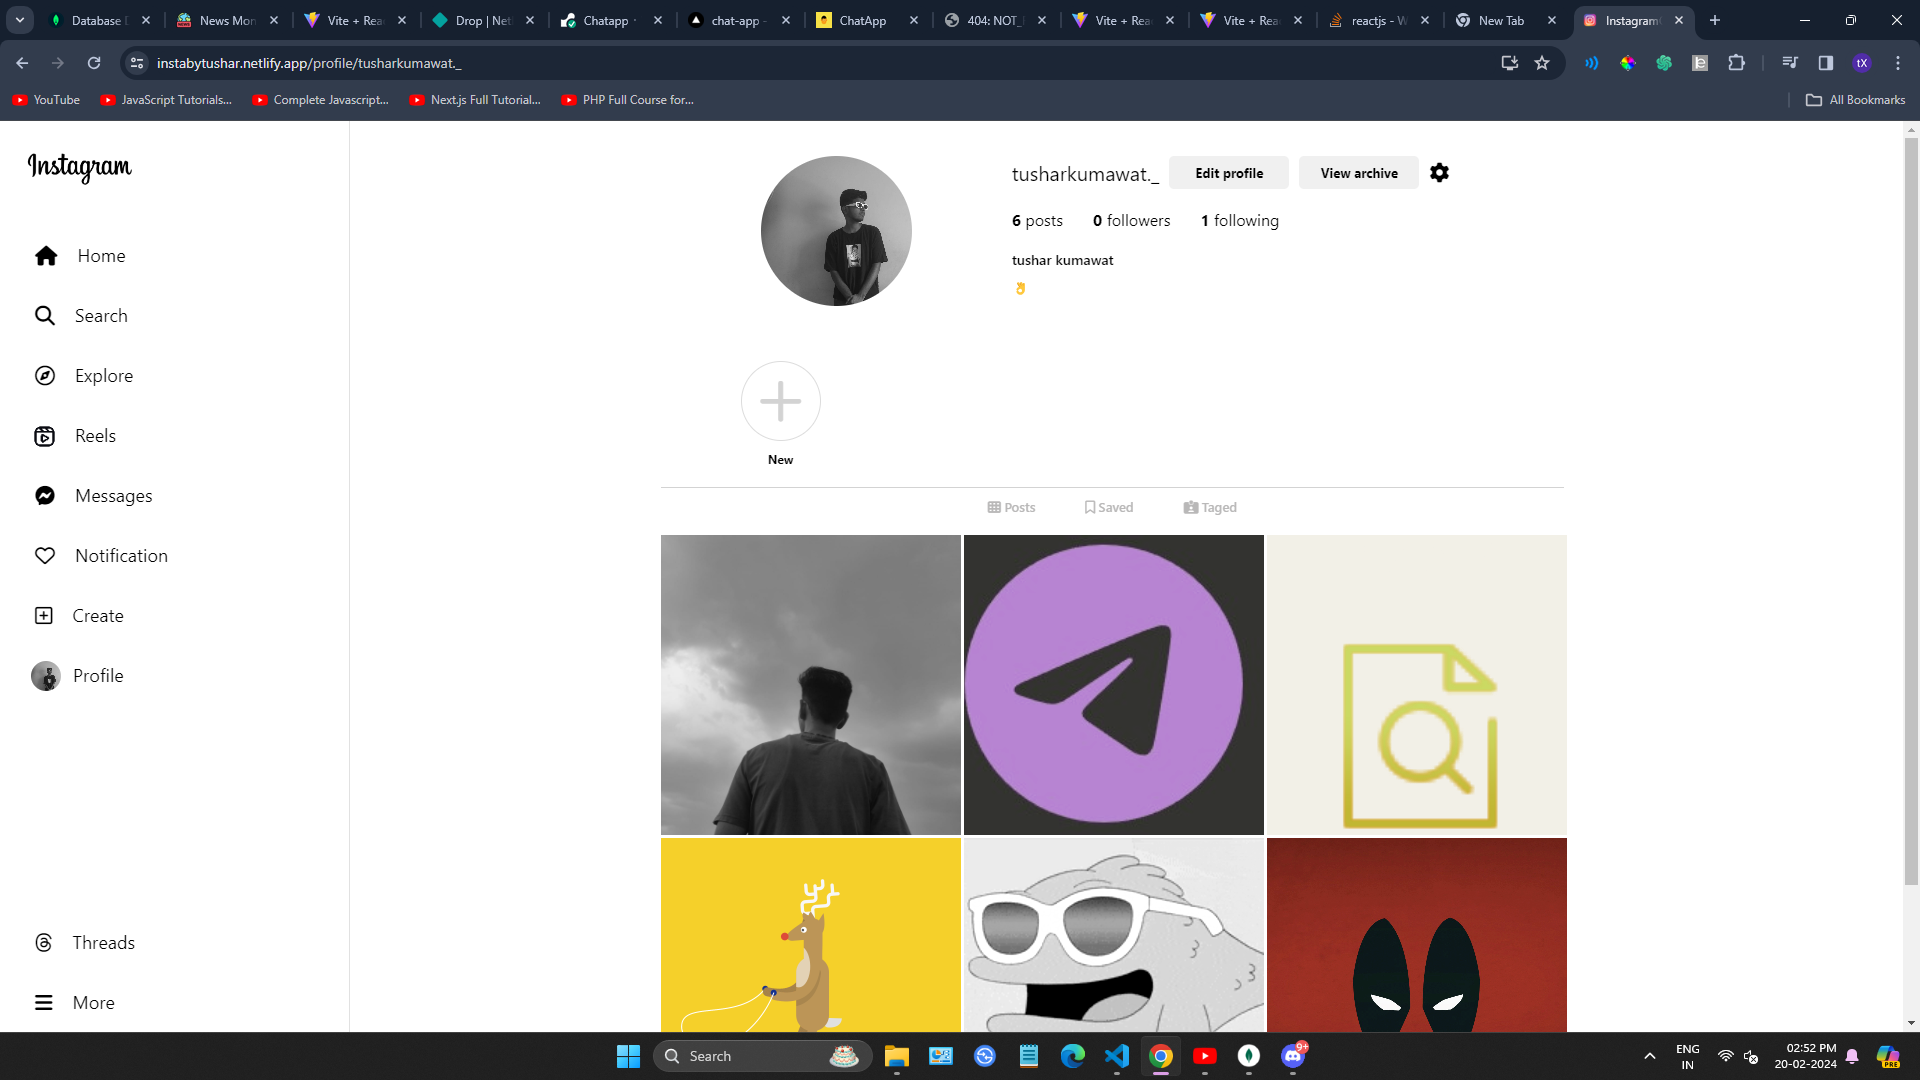 Database D
News Mon
Vite + Rea
Drop | Net
Chatapp
chat-app -
ChatApp
404: NOT_F
Vite + Rea
Vite + Rea
reactjs - W
New Tab
Instagram
instabytushar.netlify.app/profile/tusharkumawat._
tX
YouTube
JavaScript Tutorials...
Complete Javascript...
Next.js Full Tutorial...
PHP Full Course for...
All Bookmarks
Instagram
Home
Search
Explore
Reels
Messages
Notification
Create
Profile
Threads
More
tusharkumawat._
Edit profile
View archive
6 posts
0 followers
1 following
tushar kumawat
👌
New
Posts
Saved
Taged
Search
9+
ENG
IN
02:52 PM
20-02-2024
PRE